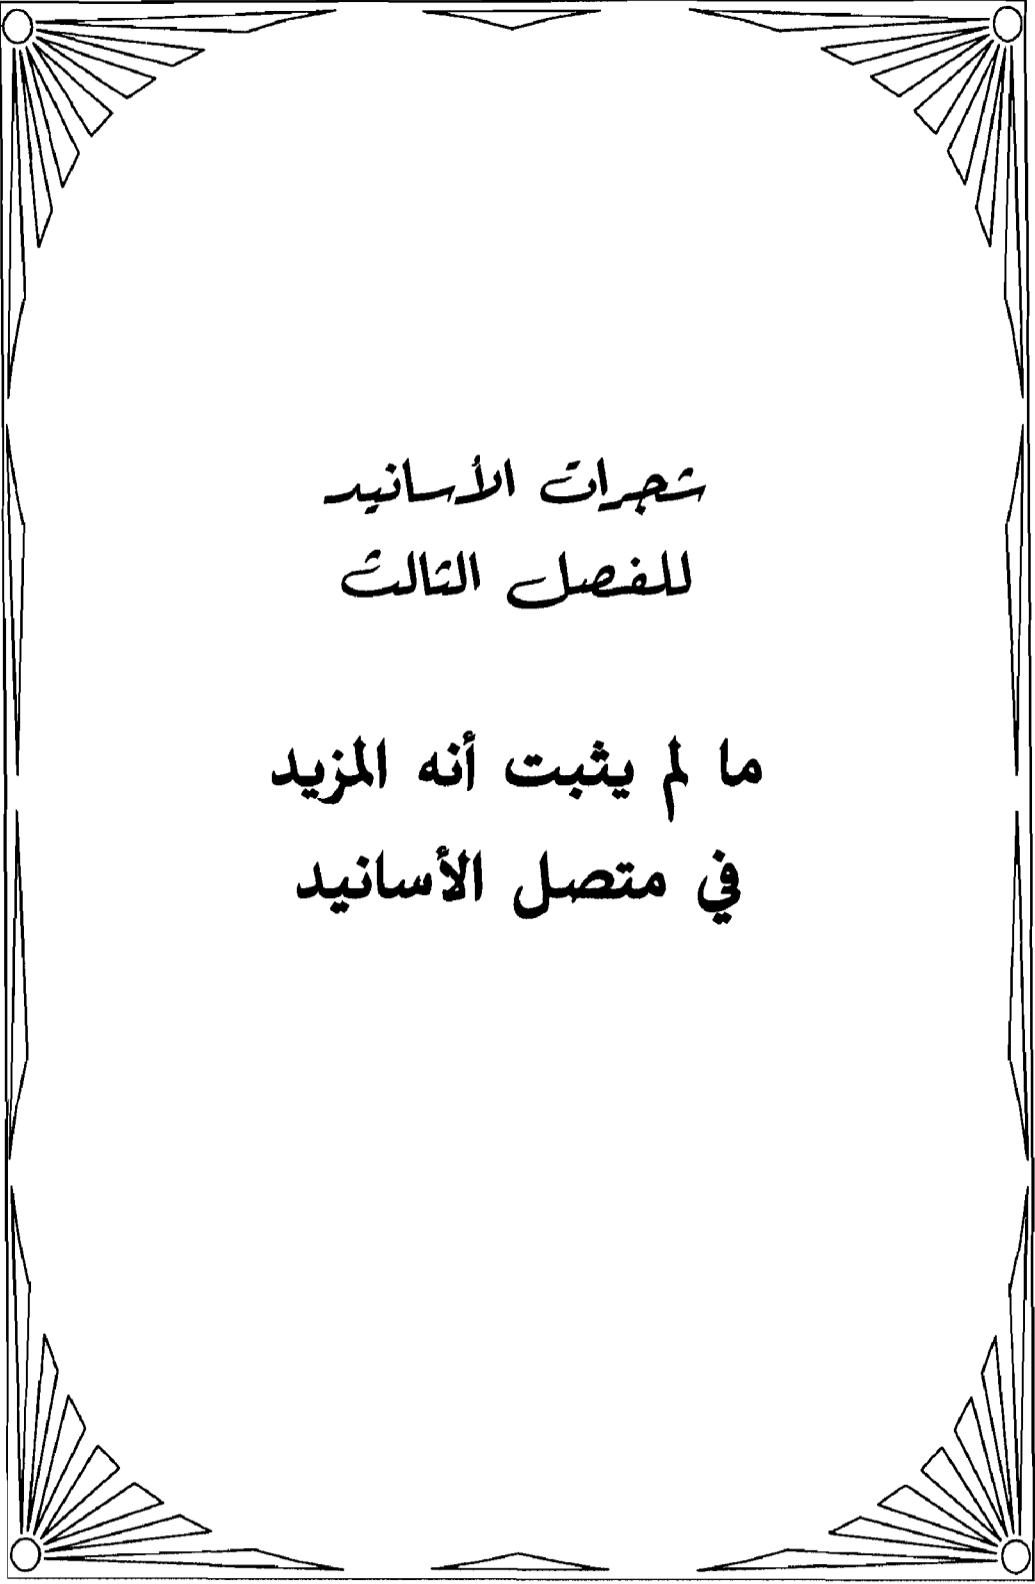 شجرات الأسانيد
للفصل الثالث
ما لم يثبت أنه المزيد
في متصل الأسانيد